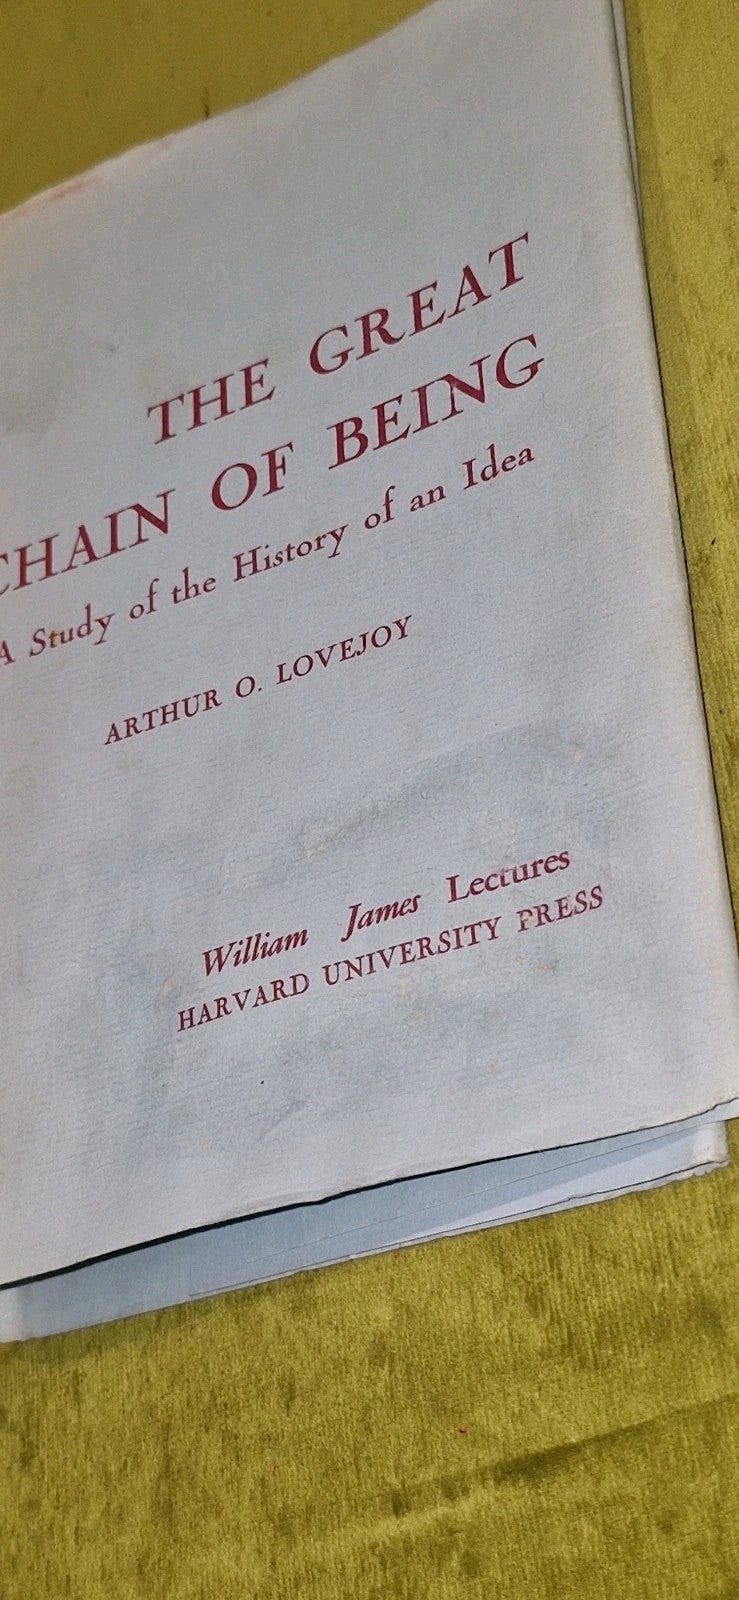 THE GREAT
CHAIN OF BEING
A Study of the History of an Idea
ARTHUR O. LOVEJOY
William James Lectures
HARVARD UNIVERSITY PRESS